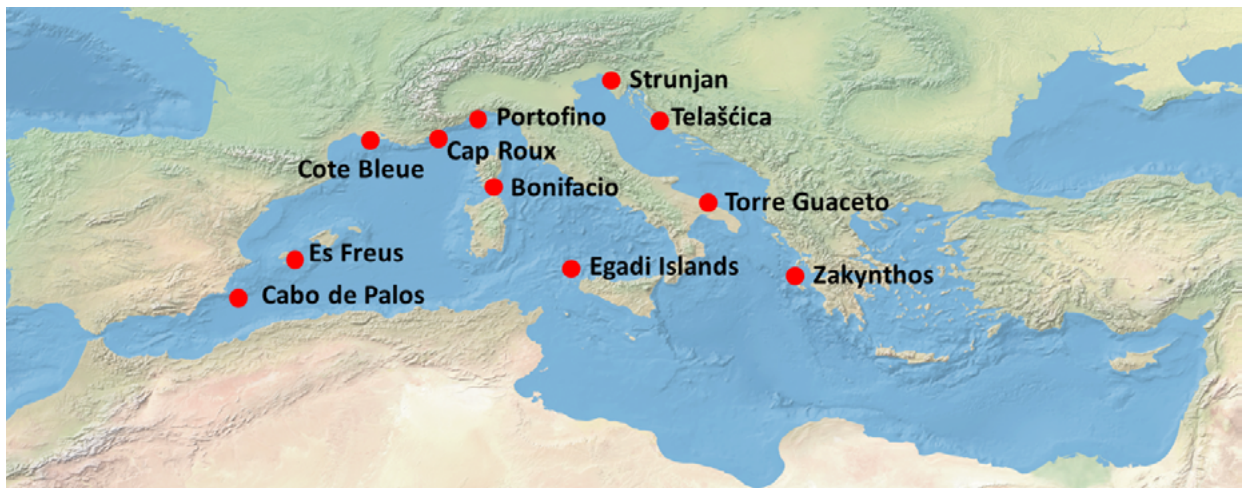 Strunjan
Portofino
Telašćica
Cap Roux
Cote Bleue
Bonifacio
Torre Guaceto
Es Freus
Egadi Islands
Zakynthos
Cabo de Palos